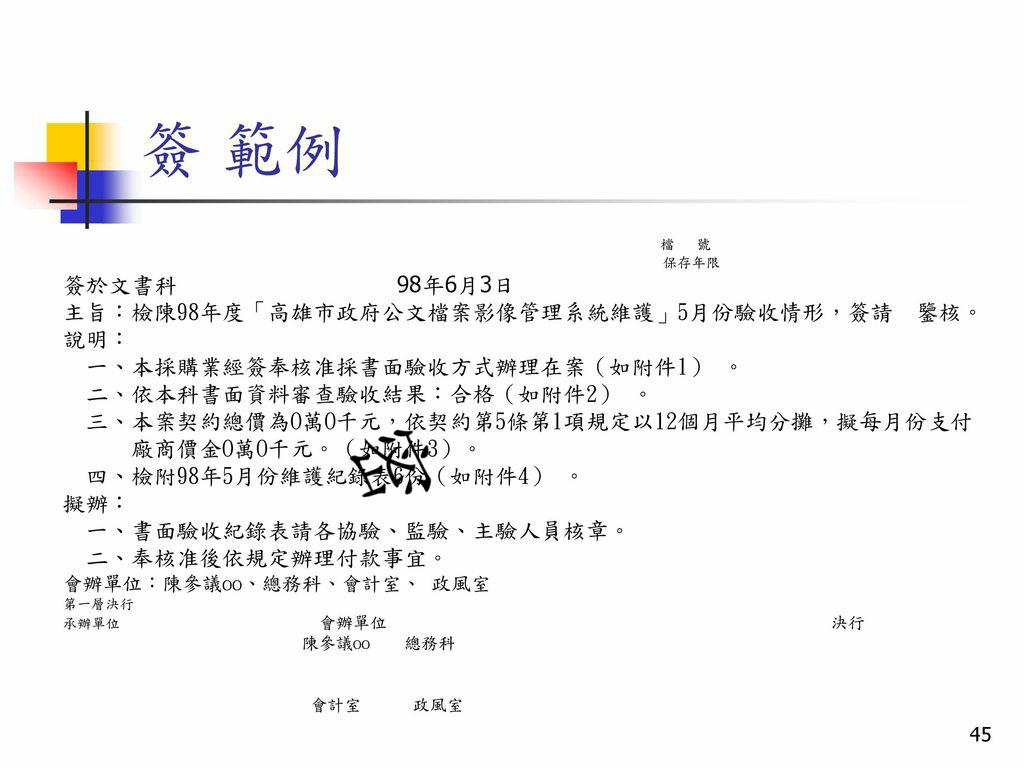 簽 範例
檔　號
保存年限
簽於文書科　98年6月3日
主旨：檢陳98年度「高雄市政府公文檔案影像管理系統維護」5月份驗收情形，簽請　鑒核。
說明：
一、本採購業經簽奉核准採書面驗收方式辦理在案（如附件1）　。
二、依本科書面資料審查驗收結果：合格（如附件2）　。
三、本案契約總價為0萬0千元，依契約第5條第1項規定以12個月平均分攤，擬每月份支付
廠商價金0萬0千元。（如附件3）。
四、檢附98年5月份維護紀錄表6份（如附件4）　。
擬辦：
一、書面驗收紀錄表請各協驗、監驗、主驗人員核章。
二、奉核准後依規定辦理付款事宜。
會辦單位：陳參議oo、總務科、會計室、 政風室
第一層決行
承辦單位　會辦單位　決行
陳參議oo　總務科
會計室　政風室
45